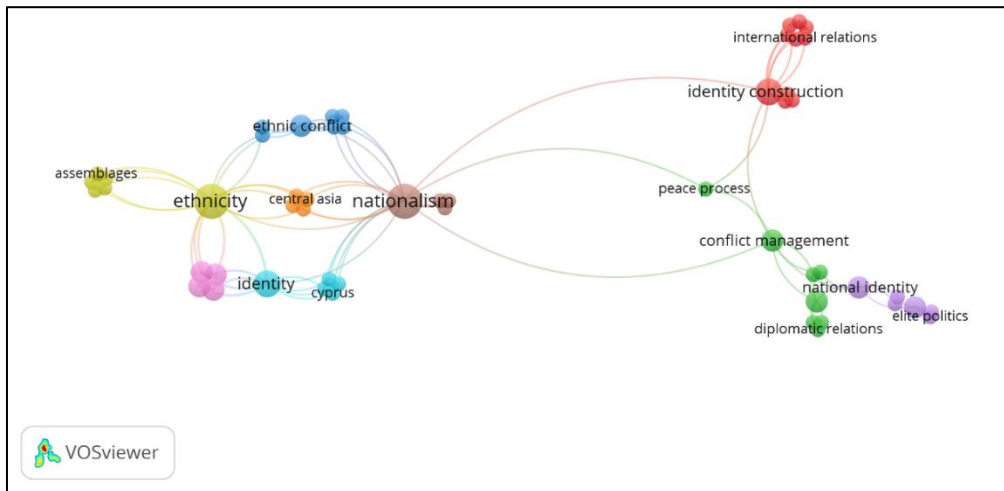 international relations
identity construction
ethnic conflict
assemblages
ethnicity
central asia
nationalism
peace process
conflict management
identity
cyprus
national identity
elite politics
diplomatic relations
VOSviewer